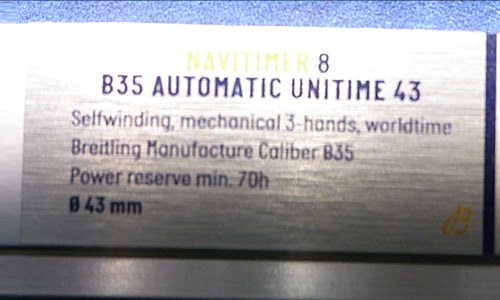 NAVITIMER 8
B35 AUTOMATIC UNITIME 43
Selfwinding, mechanical 3-hands, worldtime
Breitling Manufacture Caliber B35
Power reserve min. 70h
Ø 43 mm